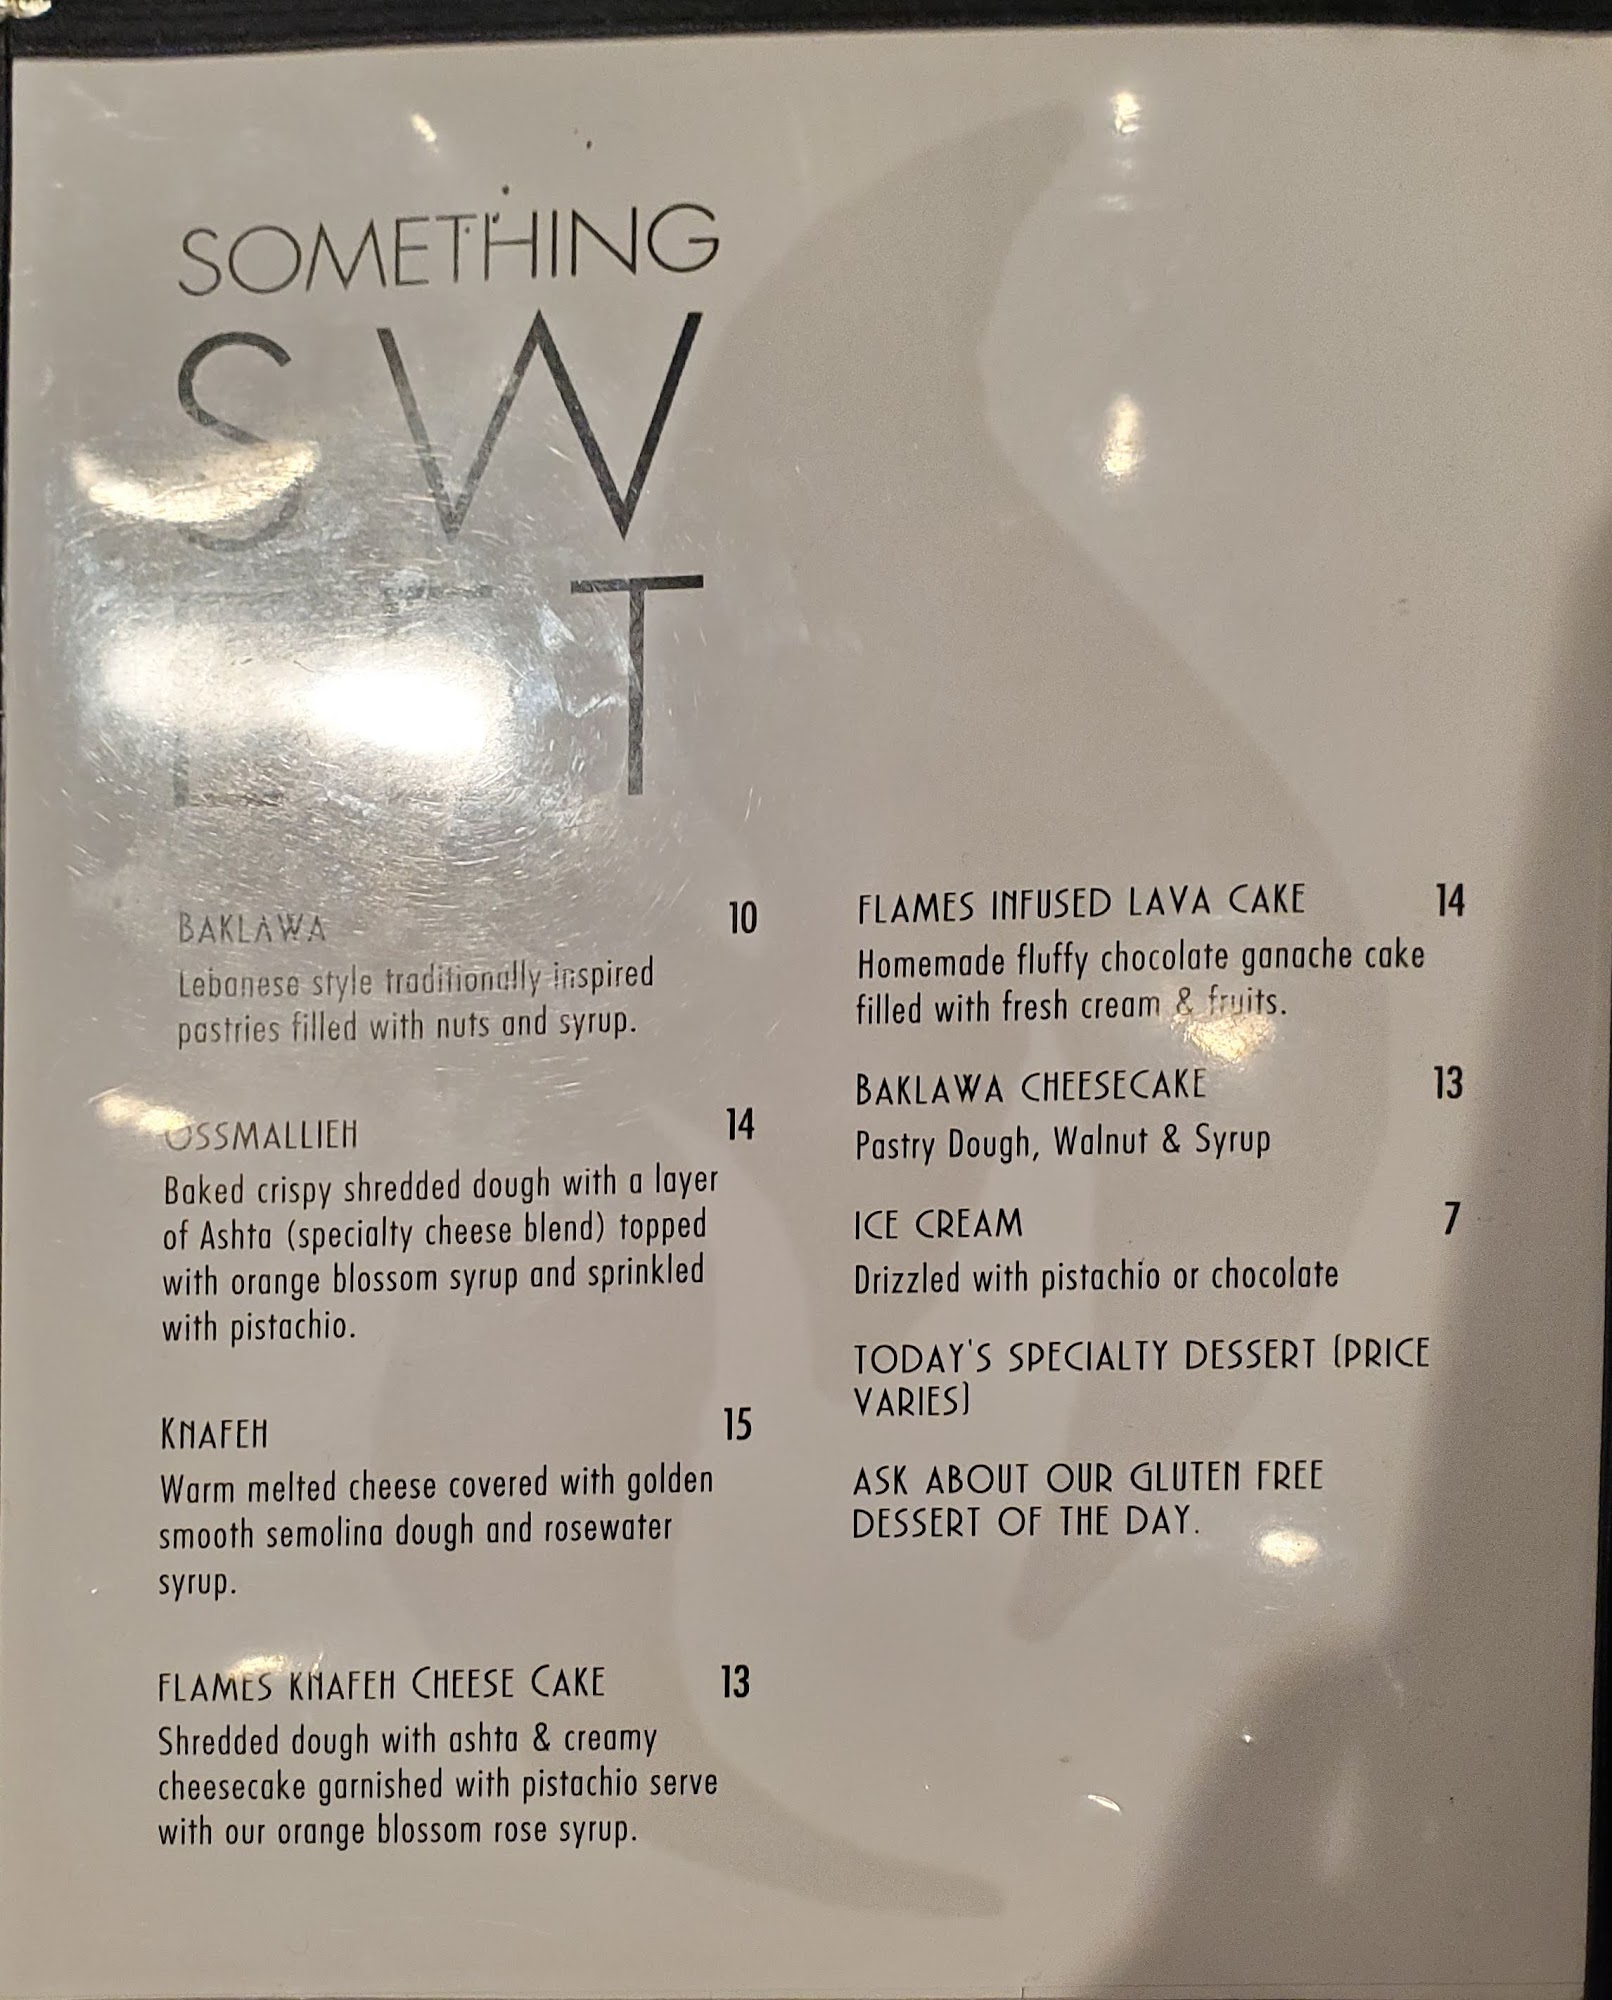 SOMETHING
SW
EET
BAKLAWA 10
Lebanese style traditionally inspired
pastries filled with nuts and syrup.
OSSMALLIEH 14
Baked crispy shredded dough with a layer
of Ashta (specialty cheese blend) topped
with orange blossom syrup and sprinkled
with pistachio.
KNAFEH 15
Warm melted cheese covered with golden
smooth semolina dough and rosewater
syrup.
FLAMES KNAFEH CHEESE CAKE 13
Shredded dough with ashta & creamy
cheesecake garnished with pistachio serve
with our orange blossom rose syrup.
FLAMES INFUSED LAVA CAKE 14
Homemade fluffy chocolate ganache cake
filled with fresh cream & fruits.
BAKLAWA CHEESECAKE 13
Pastry Dough, Walnut & Syrup
ICE CREAM 7
Drizzled with pistachio or chocolate
TODAY'S SPECIALTY DESSERT (PRICE
VARIES)
ASK ABOUT OUR GLUTEN FREE
DESSERT OF THE DAY.